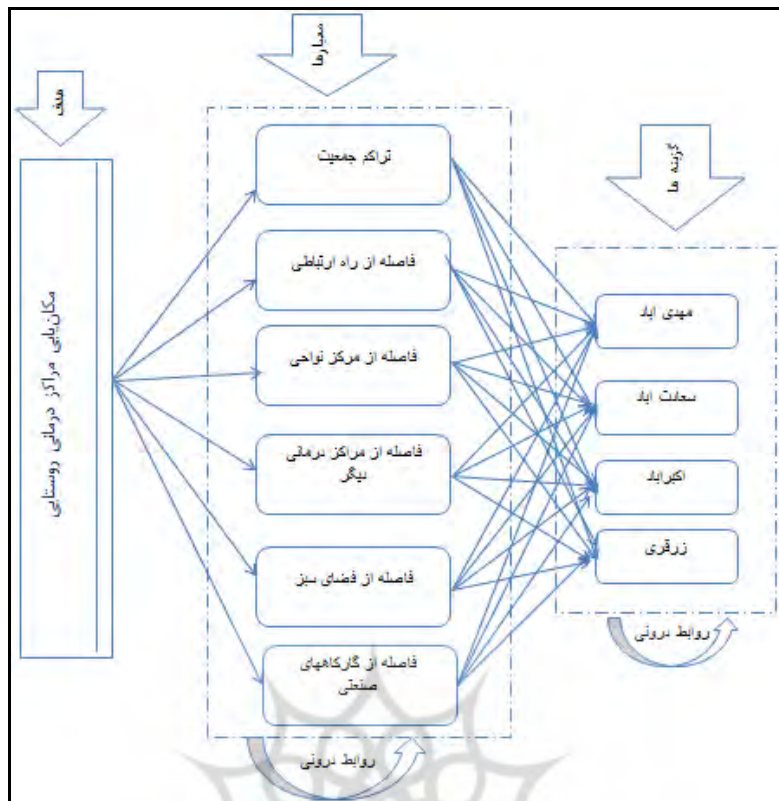 هدف
مکان‌یابی مراکز درمانی روستایی
معیارها
تراکم جمعیت
فاصله از راه ارتباطی
فاصله از مرکز نواحی
فاصله از مراکز درمانی
دیگر
فاصله از فضای سبز
فاصله از گارکاههای
صنعتی
روابط درونی
گزینه ها
مهدی اباد
سعادت اباد
اکبراباد
زرقری
روابط درونی